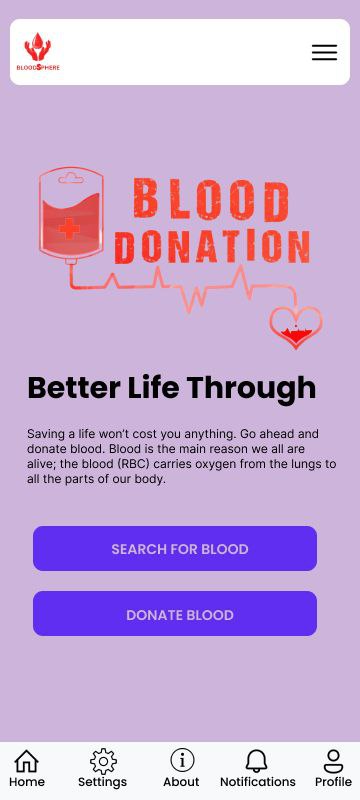 BLOODSPHERE
BLOOD
DONATION
Better Life Through
Saving a life won’t cost you anything. Go ahead and
donate blood. Blood is the main reason we all are
alive; the blood (RBC) carries oxygen from the lungs to
all the parts of our body.
SEARCH FOR BLOOD
DONATE BLOOD
Home Settings About Notifications Profile